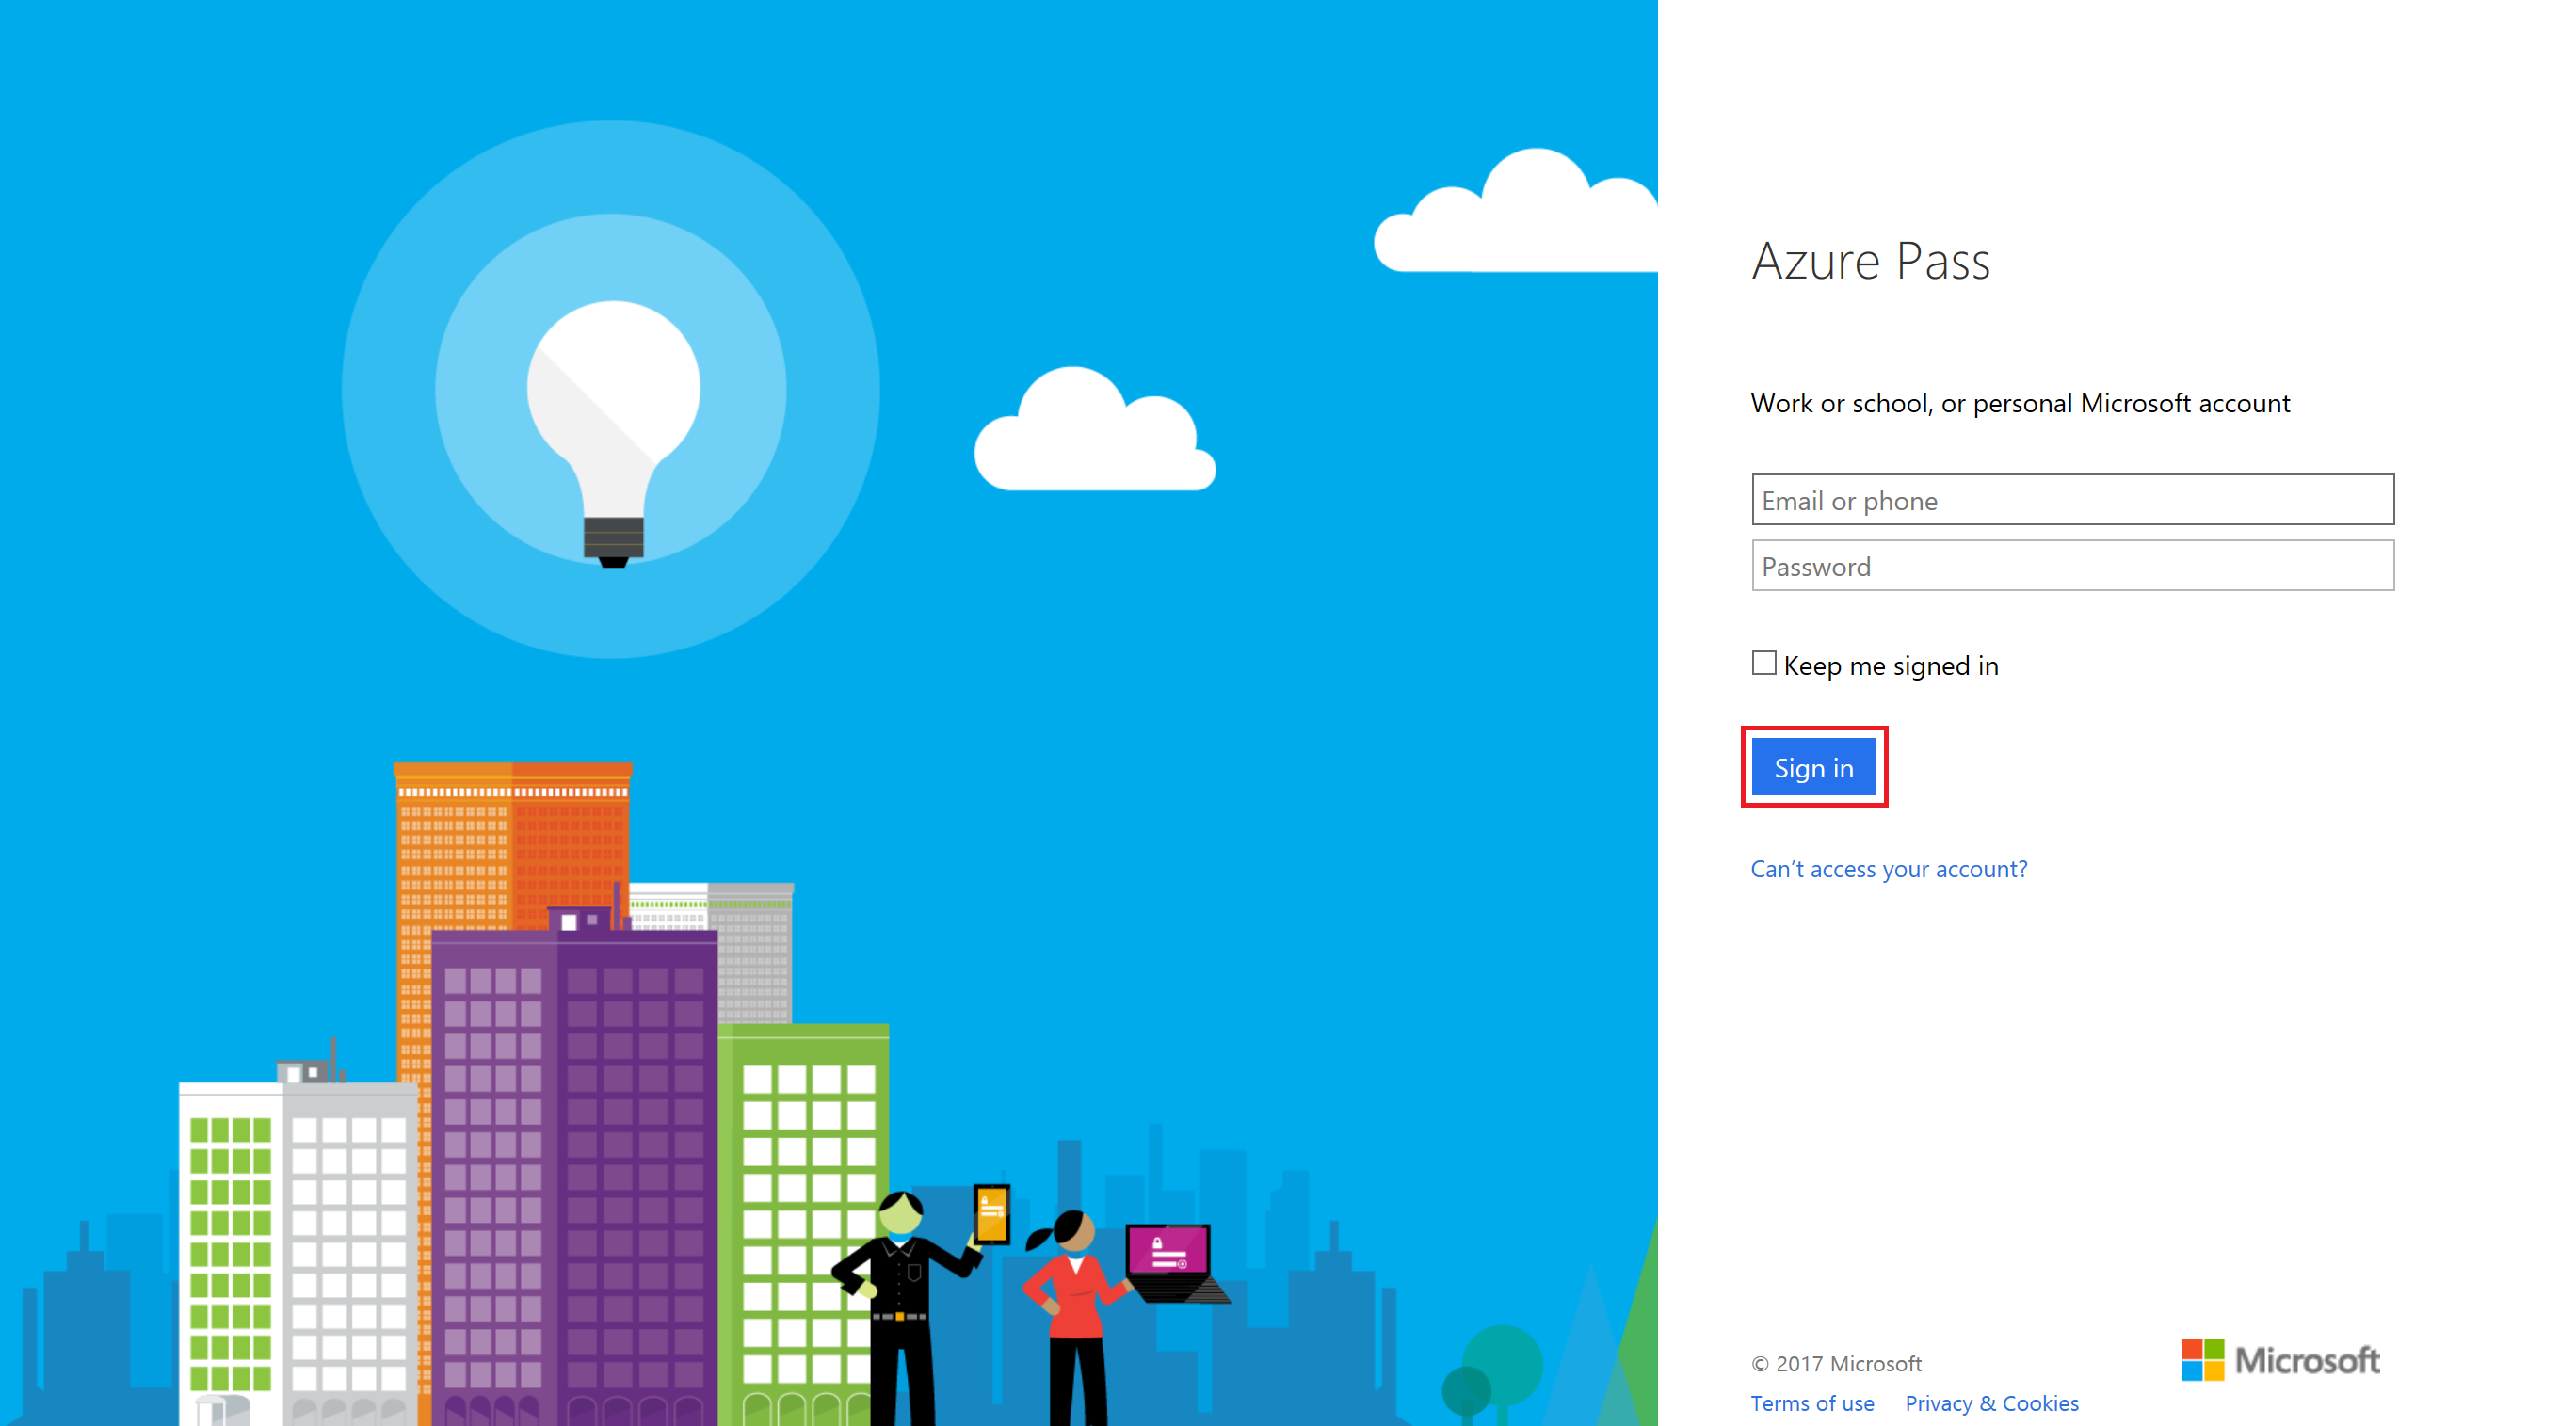 Azure Pass
Work or school, or personal Microsoft account
Email or phone
Password
Keep me signed in
Sign in
Can't access your account?
© 2017 Microsoft
Microsoft
Terms of use Privacy & Cookies